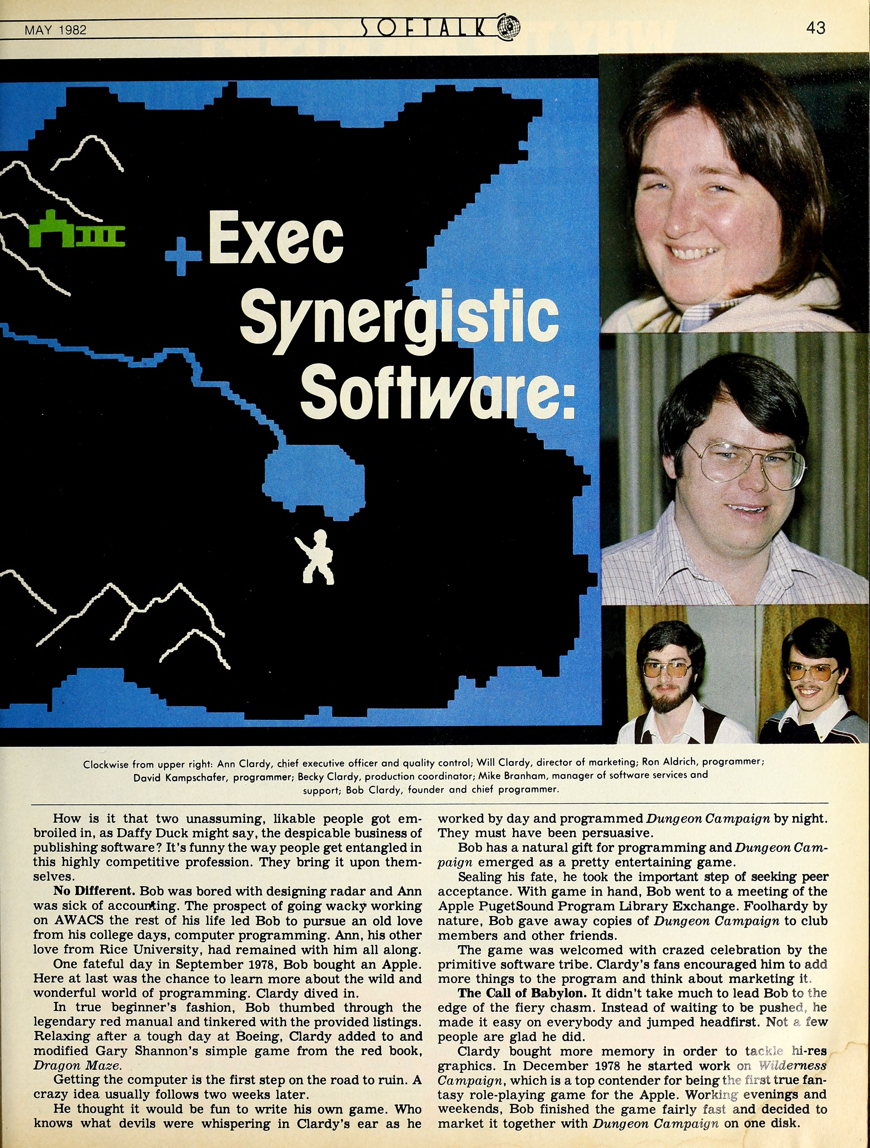 MAY 1982
SOFTALK
43
Exec
Synergistic
Software:
Clockwise from upper right: Ann Clardy, chief executive officer and quality control; Will Clardy, director of marketing; Ron Aldrich, programmer;
David Kampschafer, programmer; Becky Clardy, production coordinator; Mike Branham, manager of software services and
support; Bob Clardy, founder and chief programmer.
How is it that two unassuming, likable people got em-
broiled in, as Daffy Duck might say, the despicable business of
publishing software? It's funny the way people get entangled in
this highly competitive profession. They bring it upon them-
selves.
No Different. Bob was bored with designing radar and Ann
was sick of accounting. The prospect of going wacky working
on AWACS the rest of his life led Bob to pursue an old love
from his college days, computer programming. Ann, his other
love from Rice University, had remained with him all along.
One fateful day in September 1978, Bob bought an Apple.
Here at last was the chance to learn more about the wild and
wonderful world of programming. Clardy dived in.
In true beginner's fashion, Bob thumbed through the
legendary red manual and tinkered with the provided listings.
Relaxing after a tough day at Boeing, Clardy added to and
modified Gary Shannon's simple game from the red book,
Dragon Maze.
Getting the computer is the first step on the road to ruin. A
crazy idea usually follows two weeks later.
He thought it would be fun to write his own game. Who
knows what devils were whispering in Clardy's ear as he
worked by day and programmed Dungeon Campaign by night.
They must have been persuasive.
Bob has a natural gift for programming and Dungeon Cam-
paign emerged as a pretty entertaining game.
Sealing his fate, he took the important step of seeking peer
acceptance. With game in hand, Bob went to a meeting of the
Apple PugetSound Program Library Exchange. Foolhardy by
nature, Bob gave away copies of Dungeon Campaign to club
members and other friends.
The game was welcomed with crazed celebration by the
primitive software tribe. Clardy's fans encouraged him to add
more things to the program and think about marketing it.
The Call of Babylon. It didn't take much to lead Bob to the
edge of the fiery chasm. Instead of waiting to be pushed, he
made it easy on everybody and jumped headfirst. Not a few
people are glad he did.
Clardy bought more memory in order to tackle hi-res
graphics. In December 1978 he started work on Wilderness
Campaign, which is a top contender for being the first true fan-
tasy role-playing game for the Apple. Working evenings and
weekends, Bob finished the game fairly fast and decided to
market it together with Dungeon Campaign on one disk.